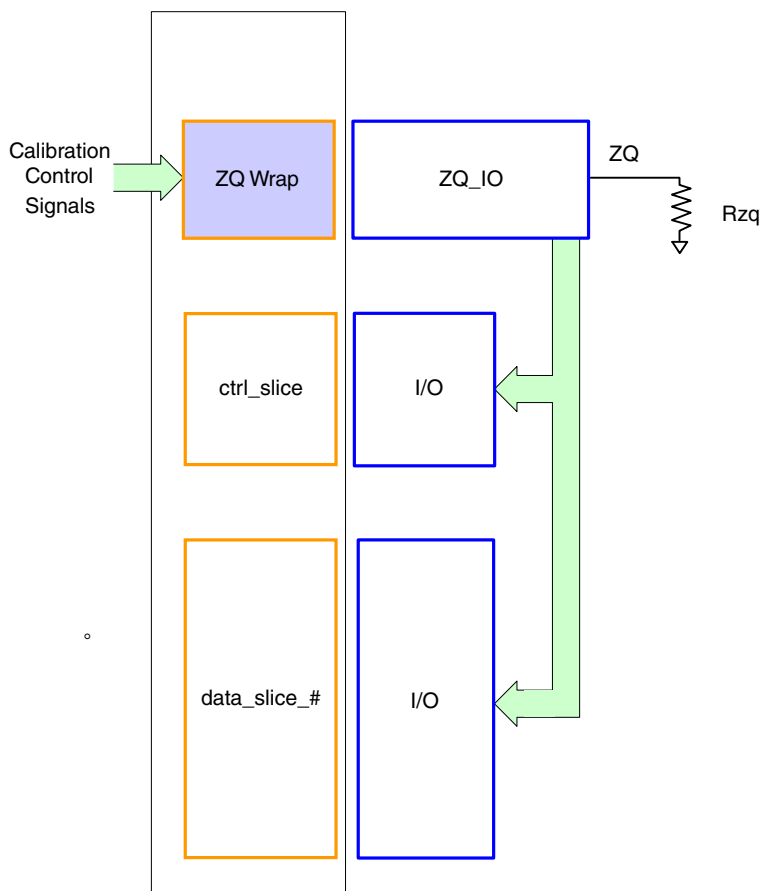 Calibration
Control
Signals
ZQ Wrap
ZQ_IO
ZQ
Rzq
ctrl_slice
I/O
data_slice_#
I/O